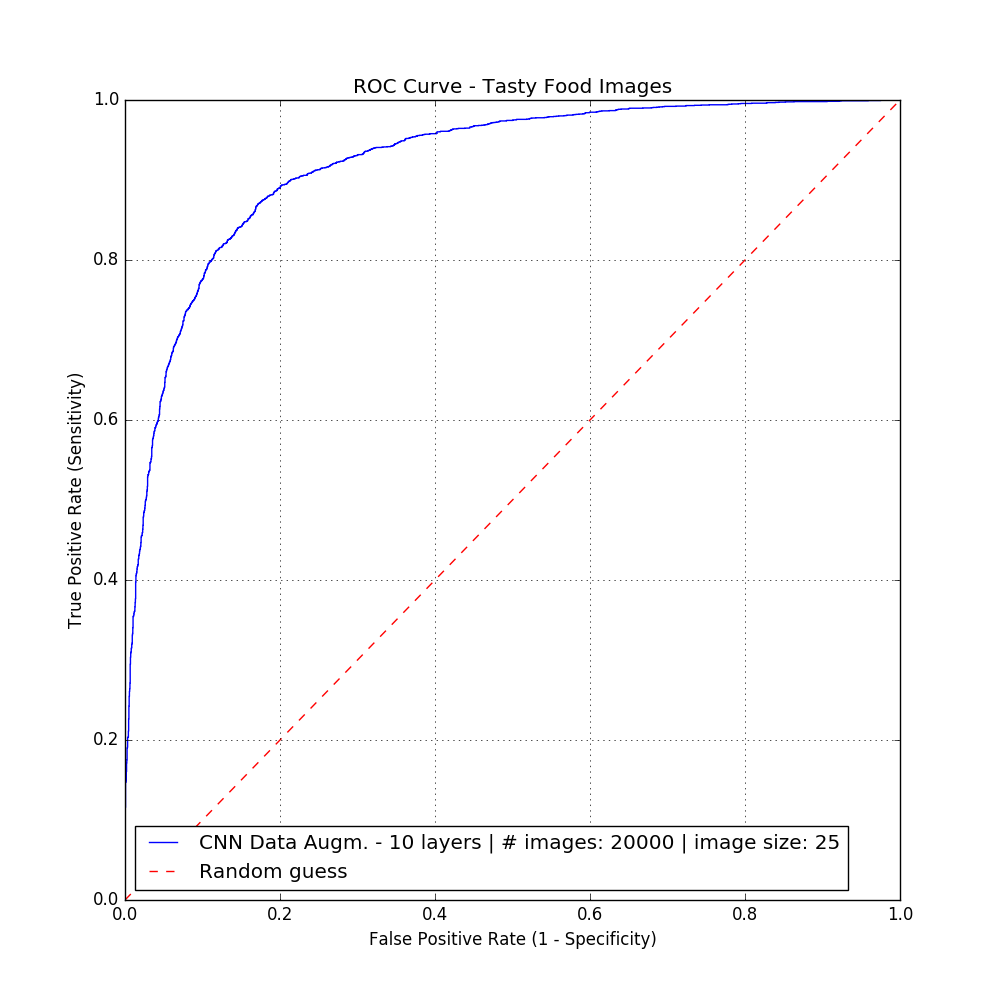 ROC Curve - Tasty Food Images
1.0
0.8
0.6
0.4
0.2
0.0
True Positive Rate (Sensitivity)
CNN Data Augm. - 10 layers | # images: 20000 | image size: 25
Random guess
0.0 0.2 0.4 0.6 0.8 1.0
False Positive Rate (1 - Specificity)